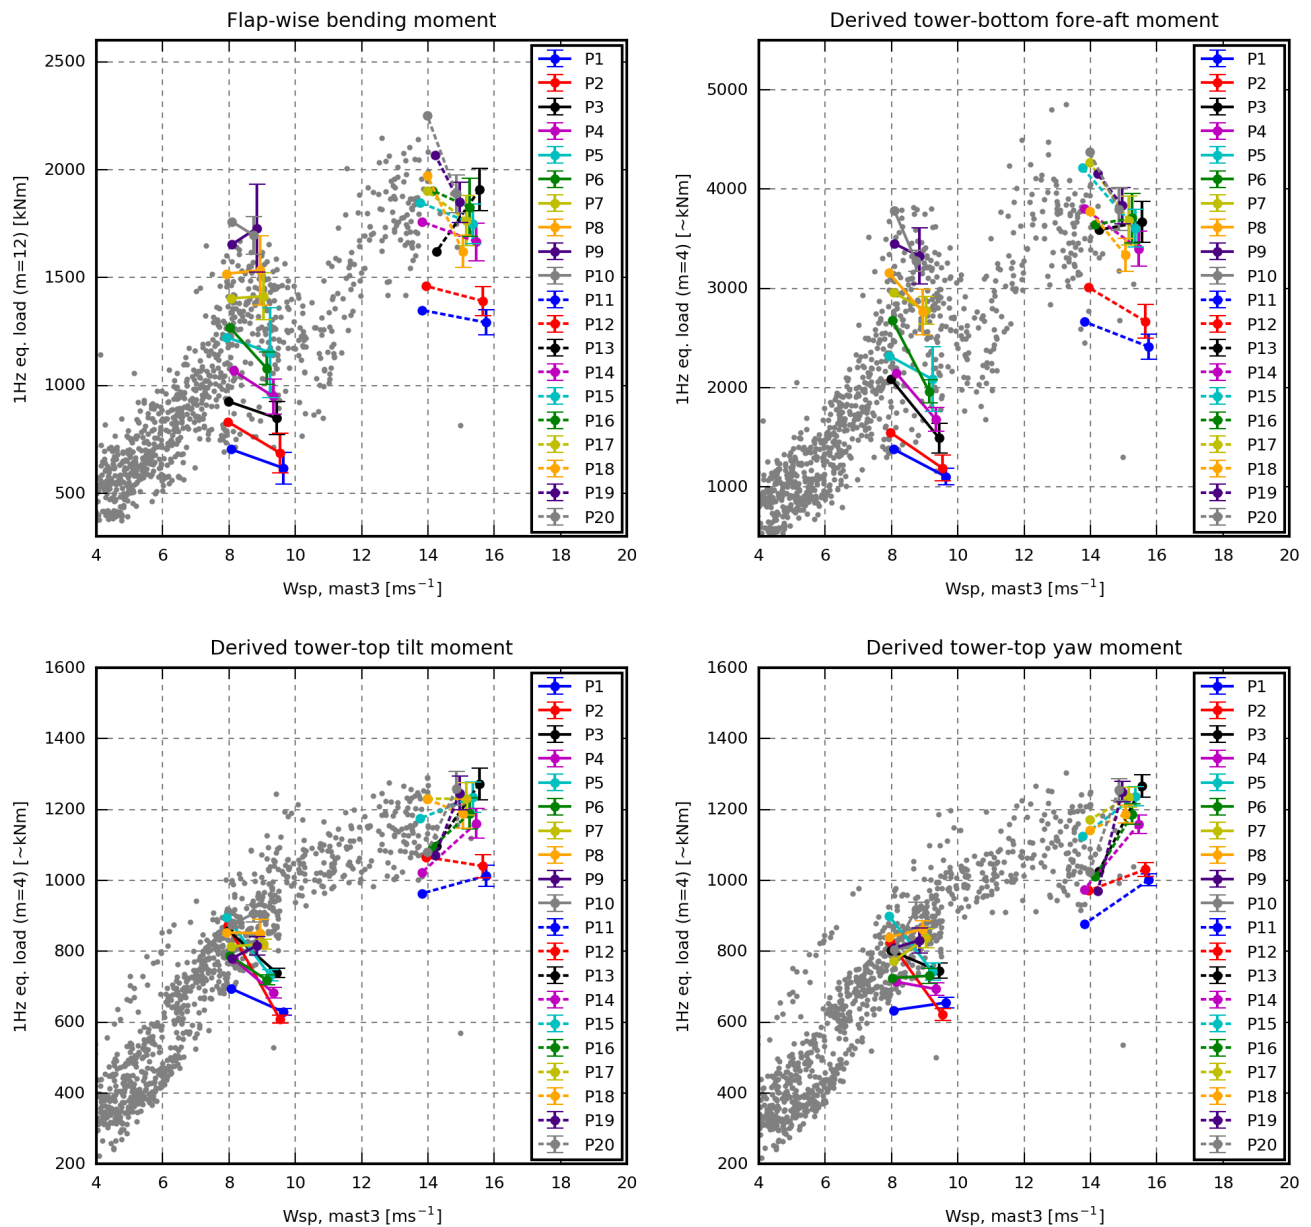 Flap-wise bending moment
1Hz eq. load (m=12) [kNm]
2500
2000
1500
1000
500
4 6 8 10 12 14 16 18 20
Wsp, mast3 [ms⁻¹]
P1
P2
P3
P4
P5
P6
P7
P8
P9
P10
P11
P12
P13
P14
P15
P16
P17
P18
P19
P20
Derived tower-bottom fore-aft moment
1Hz eq. load (m=4) [~kNm]
5000
4000
3000
2000
1000
4 6 8 10 12 14 16 18 20
Wsp, mast3 [ms⁻¹]
P1
P2
P3
P4
P5
P6
P7
P8
P9
P10
P11
P12
P13
P14
P15
P16
P17
P18
P19
P20
Derived tower-top tilt moment
1Hz eq. load (m=4) [~kNm]
1600
1400
1200
1000
800
600
400
200
4 6 8 10 12 14 16 18 20
Wsp, mast3 [ms⁻¹]
P1
P2
P3
P4
P5
P6
P7
P8
P9
P10
P11
P12
P13
P14
P15
P16
P17
P18
P19
P20
Derived tower-top yaw moment
1Hz eq. load (m=4) [~kNm]
1600
1400
1200
1000
800
600
400
200
4 6 8 10 12 14 16 18 20
Wsp, mast3 [ms⁻¹]
P1
P2
P3
P4
P5
P6
P7
P8
P9
P10
P11
P12
P13
P14
P15
P16
P17
P18
P19
P20